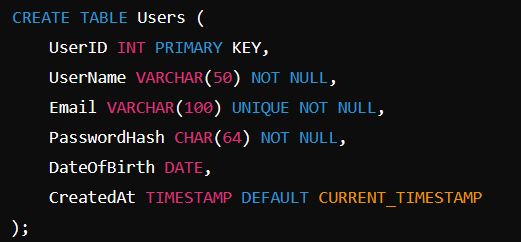 CREATE TABLE Users (
    UserID INT PRIMARY KEY,
    UserName VARCHAR(50) NOT NULL,
    Email VARCHAR(100) UNIQUE NOT NULL,
    PasswordHash CHAR(64) NOT NULL,
    DateOfBirth DATE,
    CreatedAt TIMESTAMP DEFAULT CURRENT_TIMESTAMP
);